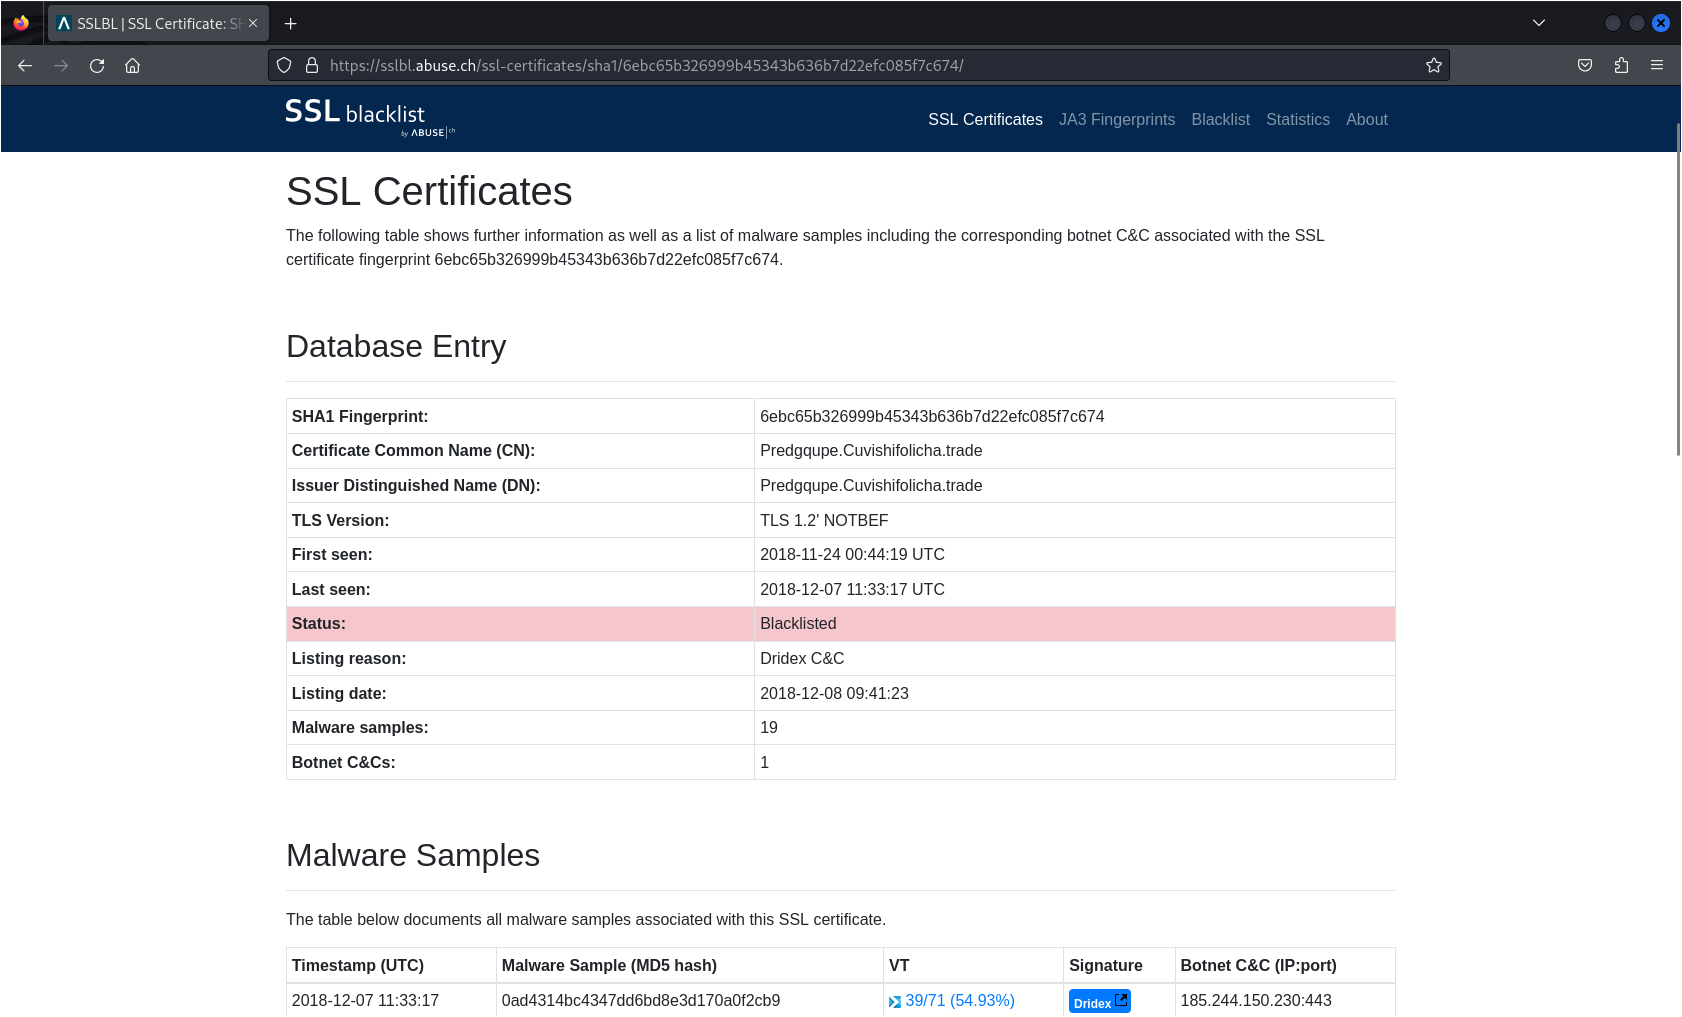 SSLBL | SSL Certificate: SH
https://sslbl.abuse.ch/ssl-certificates/sha1/6ebc65b326999b45343b636b7d22efc085f7c674/
SSL blacklist
by ABUSE|ch
SSL Certificates JA3 Fingerprints Blacklist Statistics About
SSL Certificates
The following table shows further information as well as a list of malware samples including the corresponding botnet C&C associated with the SSL
certificate fingerprint 6ebc65b326999b45343b636b7d22efc085f7c674.
Database Entry
SHA1 Fingerprint: 6ebc65b326999b45343b636b7d22efc085f7c674
Certificate Common Name (CN): Predgqupe.Cuvishifolicha.trade
Issuer Distinguished Name (DN): Predgqupe.Cuvishifolicha.trade
TLS Version: TLS 1.2' NOTBEF
First seen: 2018-11-24 00:44:19 UTC
Last seen: 2018-12-07 11:33:17 UTC
Status: Blacklisted
Listing reason: Dridex C&C
Listing date: 2018-12-08 09:41:23
Malware samples: 19
Botnet C&Cs: 1
Malware Samples
The table below documents all malware samples associated with this SSL certificate.
Timestamp (UTC) Malware Sample (MD5 hash) VT Signature Botnet C&C (IP:port)
2018-12-07 11:33:17 0ad4314bc4347dd6bd8e3d170a0f2cb9 39/71 (54.93%) Dridex 185.244.150.230:443